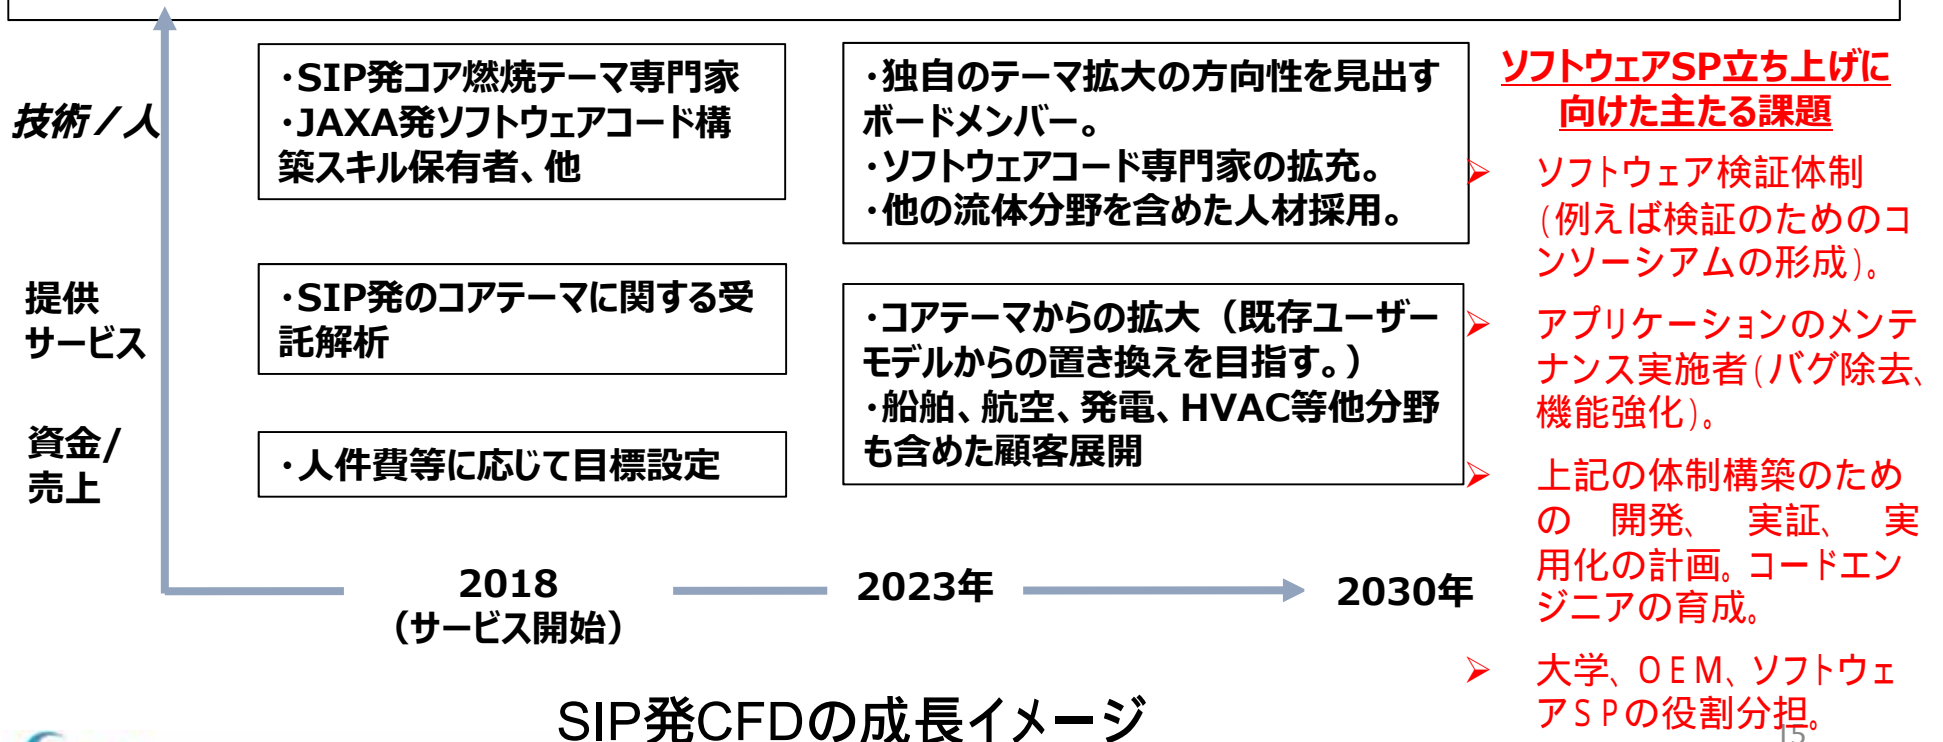 技術／人
・SIP発コア燃焼テーマ専門家
・JAXA発ソフトウェアコード構
築スキル保有者、他
・独自のテーマ拡大の方向性を見出す
ボードメンバー。
・ソフトウェアコード専門家の拡充。
・他の流体分野を含めた人材採用。
提供
サービス
・SIP発のコアテーマに関する受
託解析
・コアテーマからの拡大（既存ユーザー
モデルからの置き換えを目指す。）
・船舶、航空、発電、HVAC等他分野
も含めた顧客展開
資金/
売上
・人件費等に応じて目標設定
2018
（サービス開始）
2023年
2030年
SIP発CFDの成長イメージ
ソフトウェアSP立ち上げに
向けた主たる課題
➢ ソフトウェア検証体制
(例えば検証のためのコ
ンソーシアムの形成)。
➢ アプリケーションのメンテ
ナンス実施者(バグ除去、
機能強化)。
➢ 上記の体制構築のため
の　開発、　実証、　実
用化の計画。コードエン
ジニアの育成。
➢ 大学、OEM、ソフトウェ
アSPの役割分担。
15